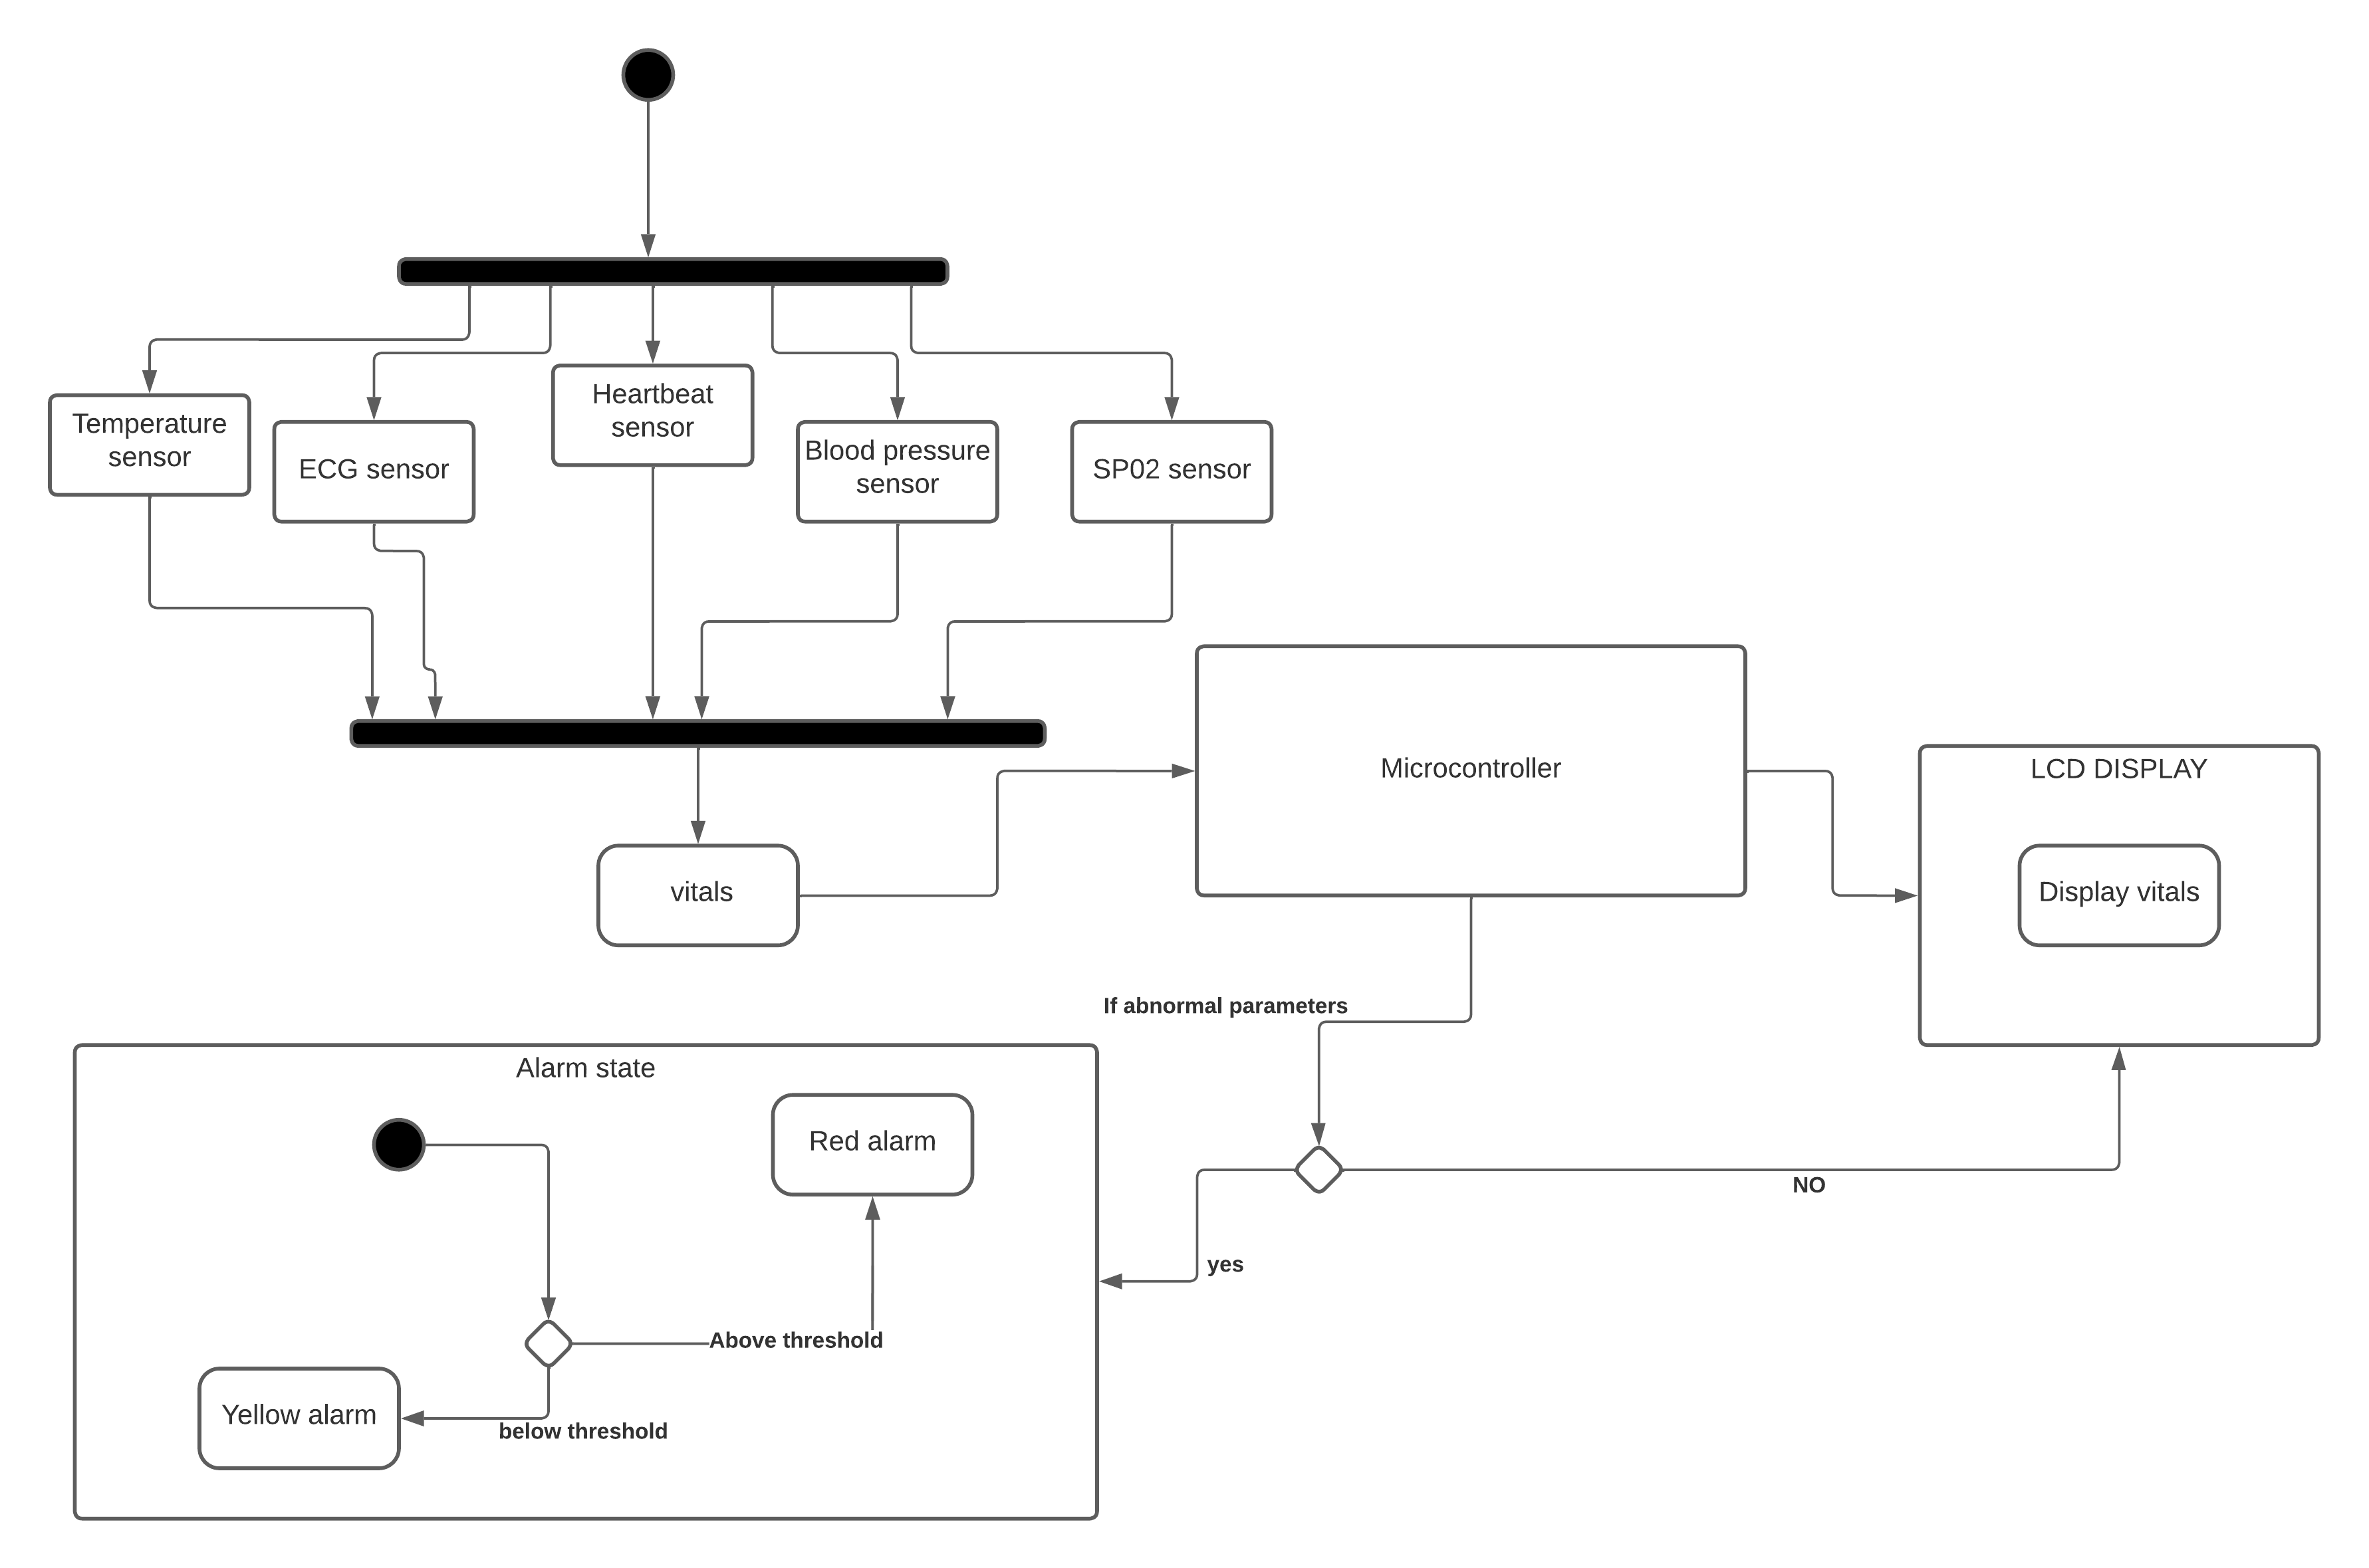 Temperature
sensor
ECG sensor
Heartbeat
sensor
Blood pressure
sensor
SP02 sensor
Microcontroller
LCD DISPLAY
Display vitals
vitals
If abnormal parameters
NO
yes
Alarm state
Red alarm
Above threshold
Yellow alarm
below threshold